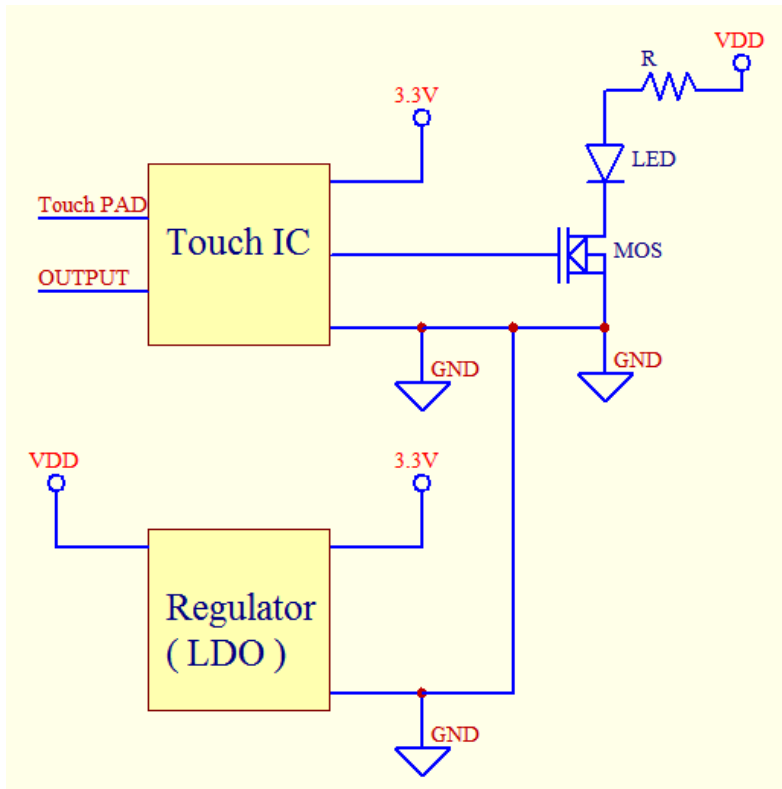 VDD
R
3.3V
LED
Touch PAD
Touch IC
MOS
OUTPUT
GND
GND
VDD
3.3V
Regulator
( LDO )
GND